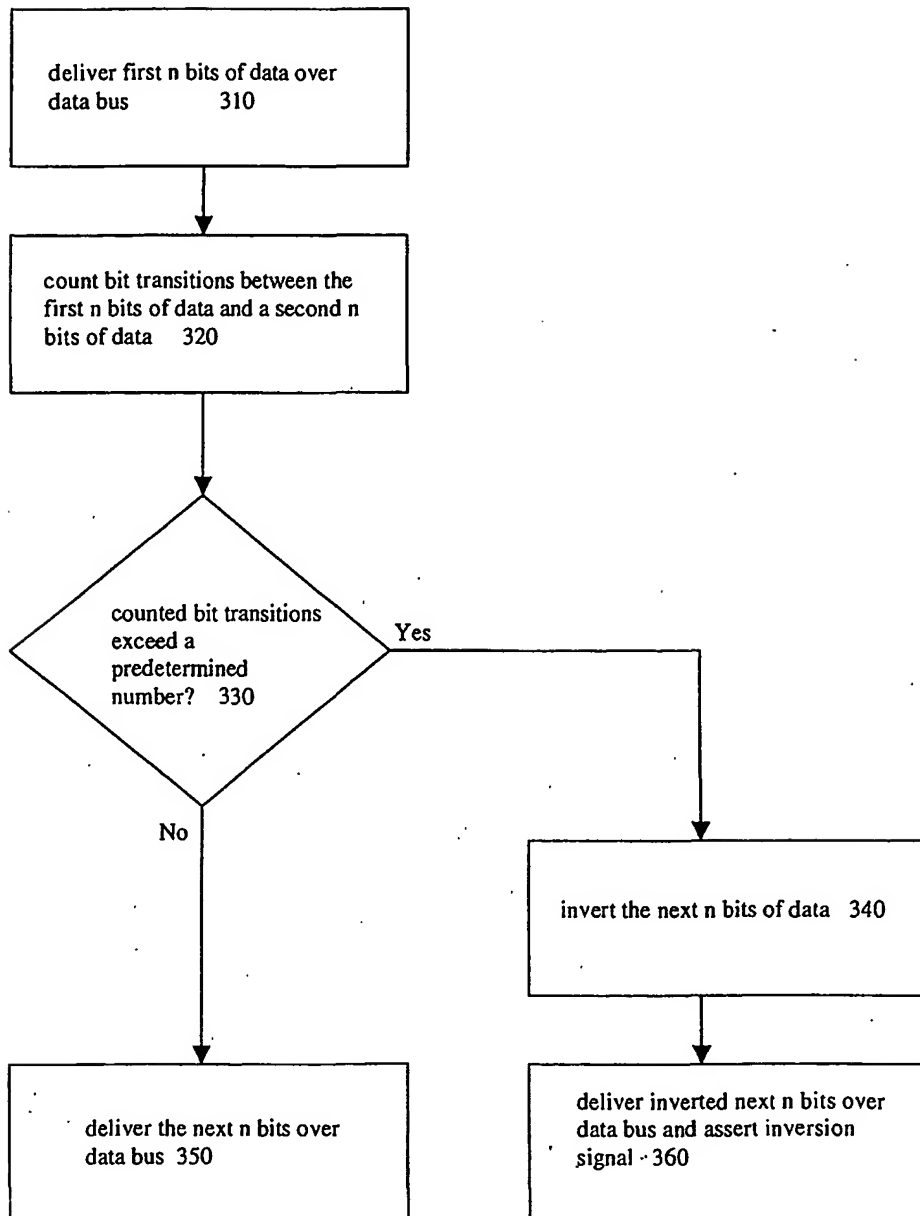 deliver first n bits of data over
data bus 310
count bit transitions between the
first n bits of data and a second n
bits of data 320
counted bit transitions
exceed a
predetermined
number? 330
Yes
No
invert the next n bits of data 340
deliver the next n bits over
data bus 350
deliver inverted next n bits over
data bus and assert inversion
signal 360